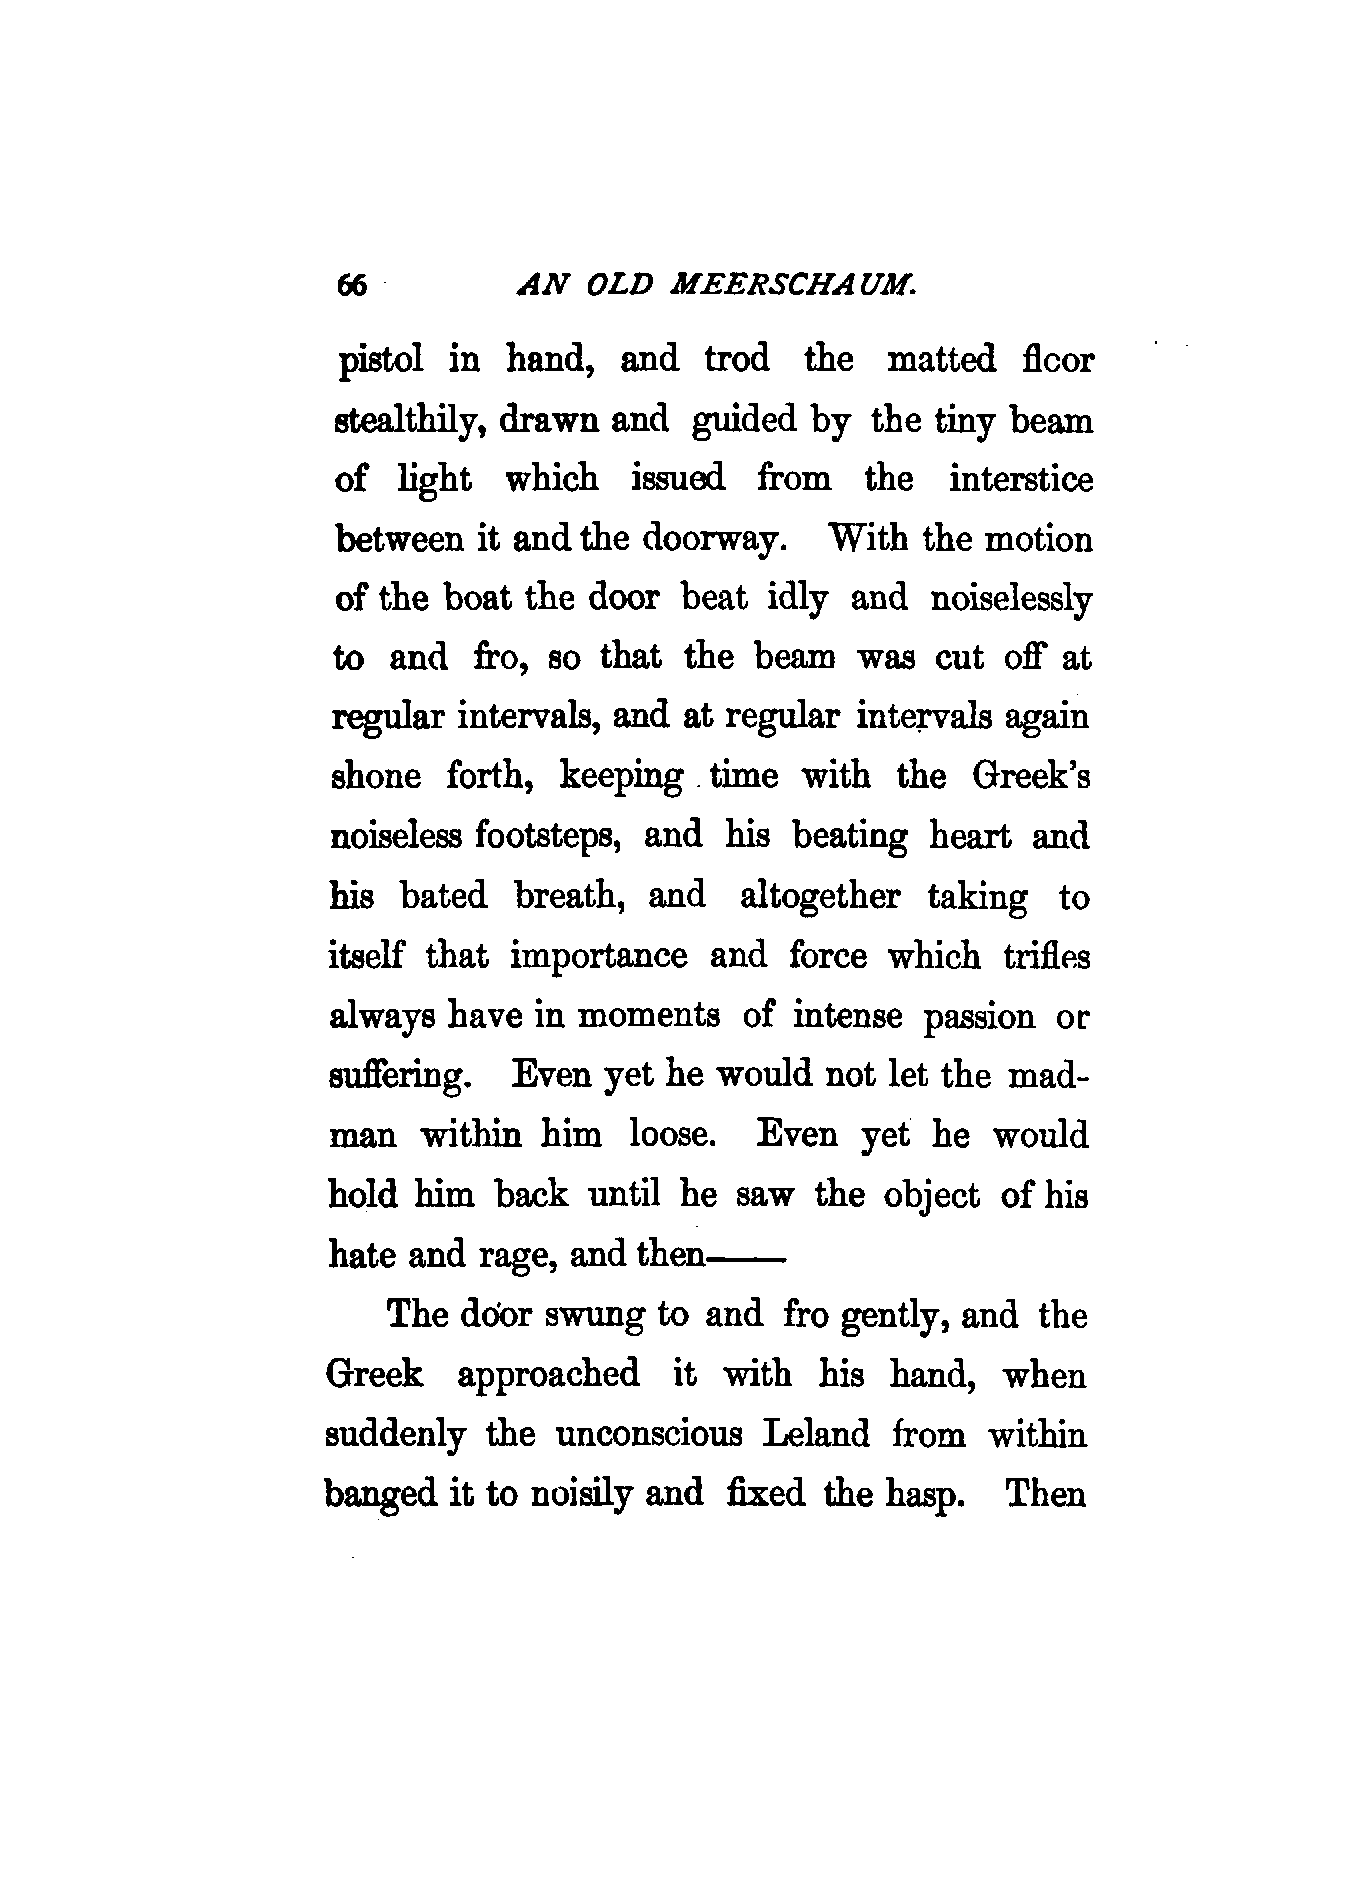 66 AN OLD MEERSCHAUM.
pistol in hand, and trod the matted floor
stealthily, drawn and guided by the tiny beam
of light which issued from the interstice
between it and the doorway. With the motion
of the boat the door beat idly and noiselessly
to and fro, so that the beam was cut off at
regular intervals, and at regular intervals again
shone forth, keeping time with the Greek's
noiseless footsteps, and his beating heart and
his bated breath, and altogether taking to
itself that importance and force which trifles
always have in moments of intense passion or
suffering. Even yet he would not let the mad-
man within him loose. Even yet he would
hold him back until he saw the object of his
hate and rage, and then——
The door swung to and fro gently, and the
Greek approached it with his hand, when
suddenly the unconscious Leland from within
banged it to noisily and fixed the hasp. Then